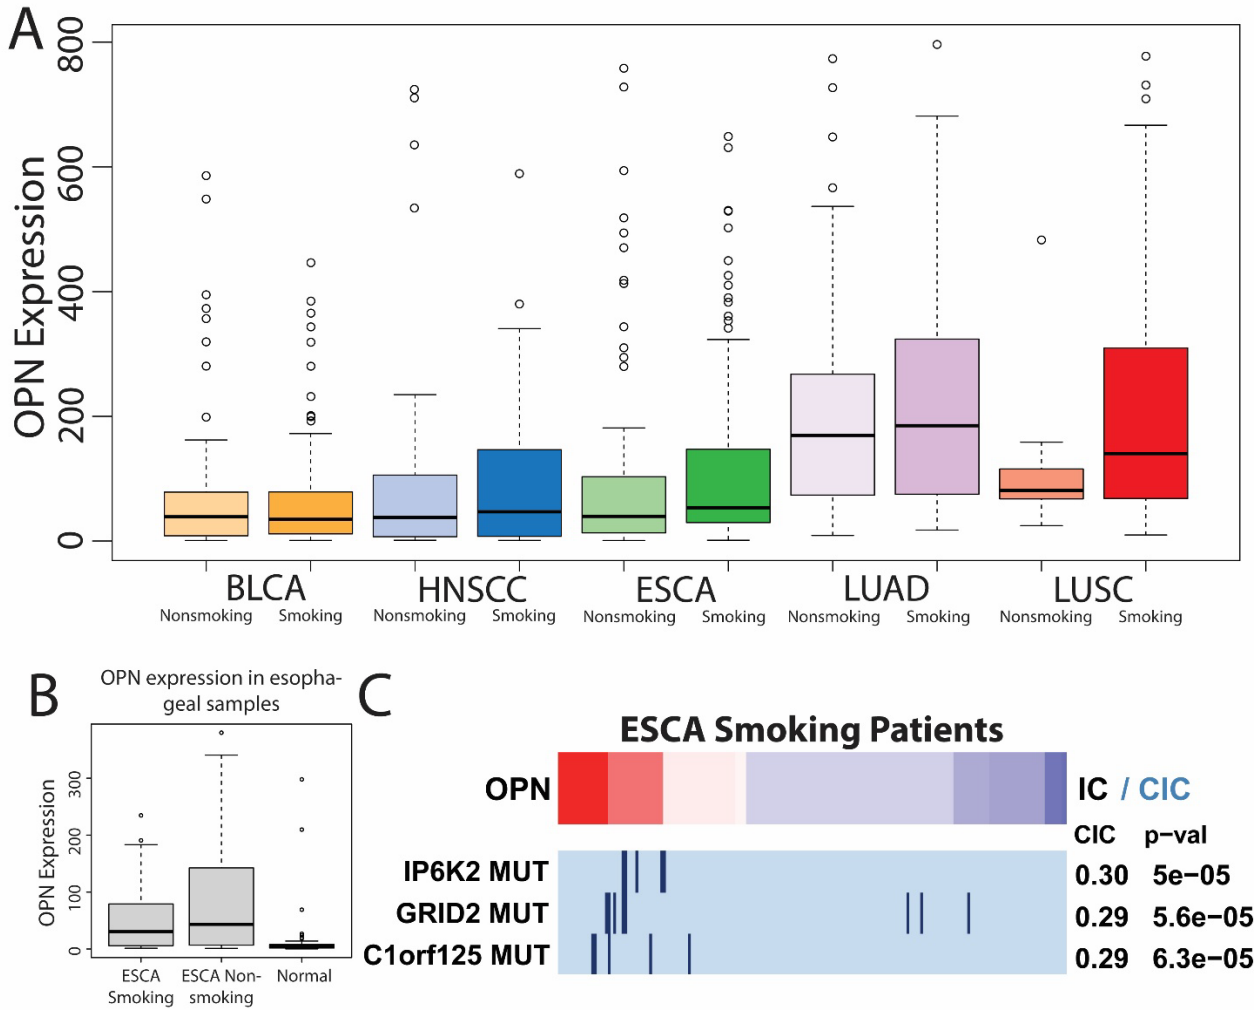 A
OPN Expression
800
600
400
200
0
BLCA HNSCC ESCA LUAD LUSC
Nonsmoking Smoking Nonsmoking Smoking Nonsmoking Smoking Nonsmoking Smoking Nonsmoking Smoking
B
OPN expression in esopha-
geal samples
OPN Expression
300
200
100
0
ESCA
Smoking
ESCA Non-
smoking
Normal
C
ESCA Smoking Patients
OPN IC / CIC
CIC p-val
IP6K2 MUT 0.30 5e-05
GRID2 MUT 0.29 5.6e-05
C1orf125 MUT 0.29 6.3e-05